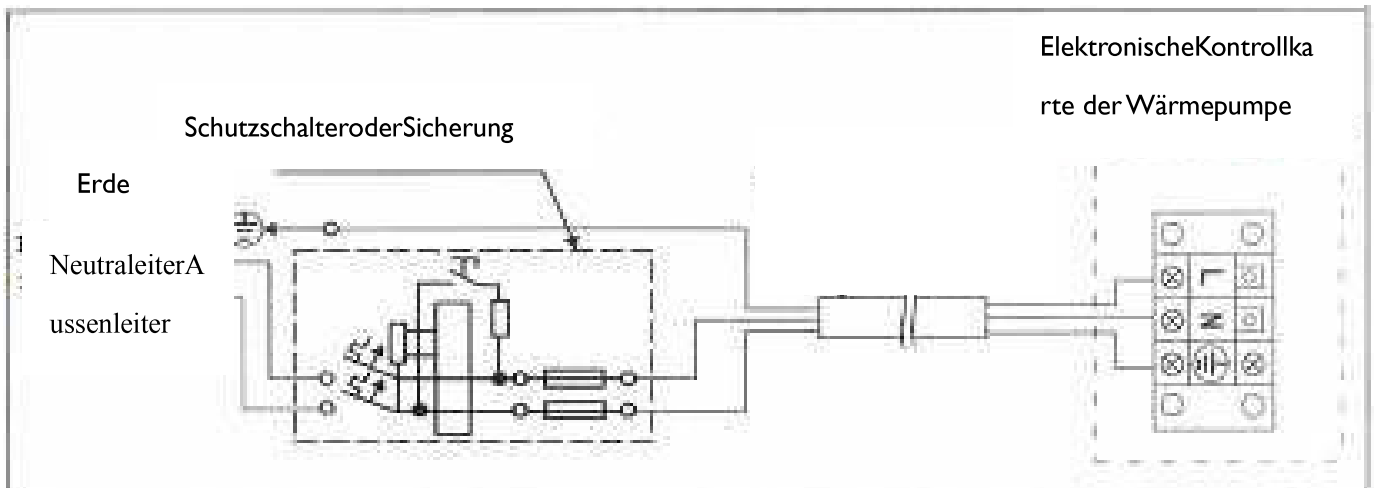 ElektronischeKontrollka
rte der Wärmepumpe
SchutzschalteroderSicherung
Erde
NeutraleiterA
ussenleiter
L
N